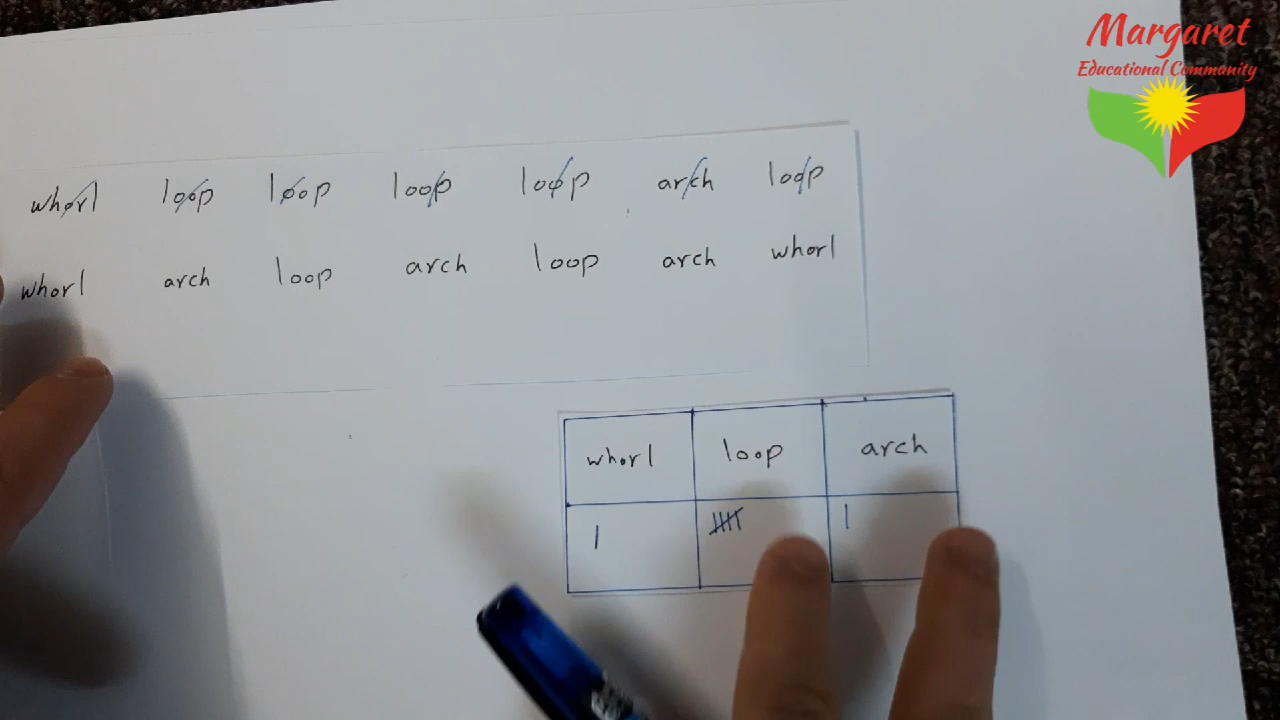 Margaret
Educational Community
whorl loop loop loop loop arch loop
whorl arch loop arch loop arch whorl
whorl loop arch